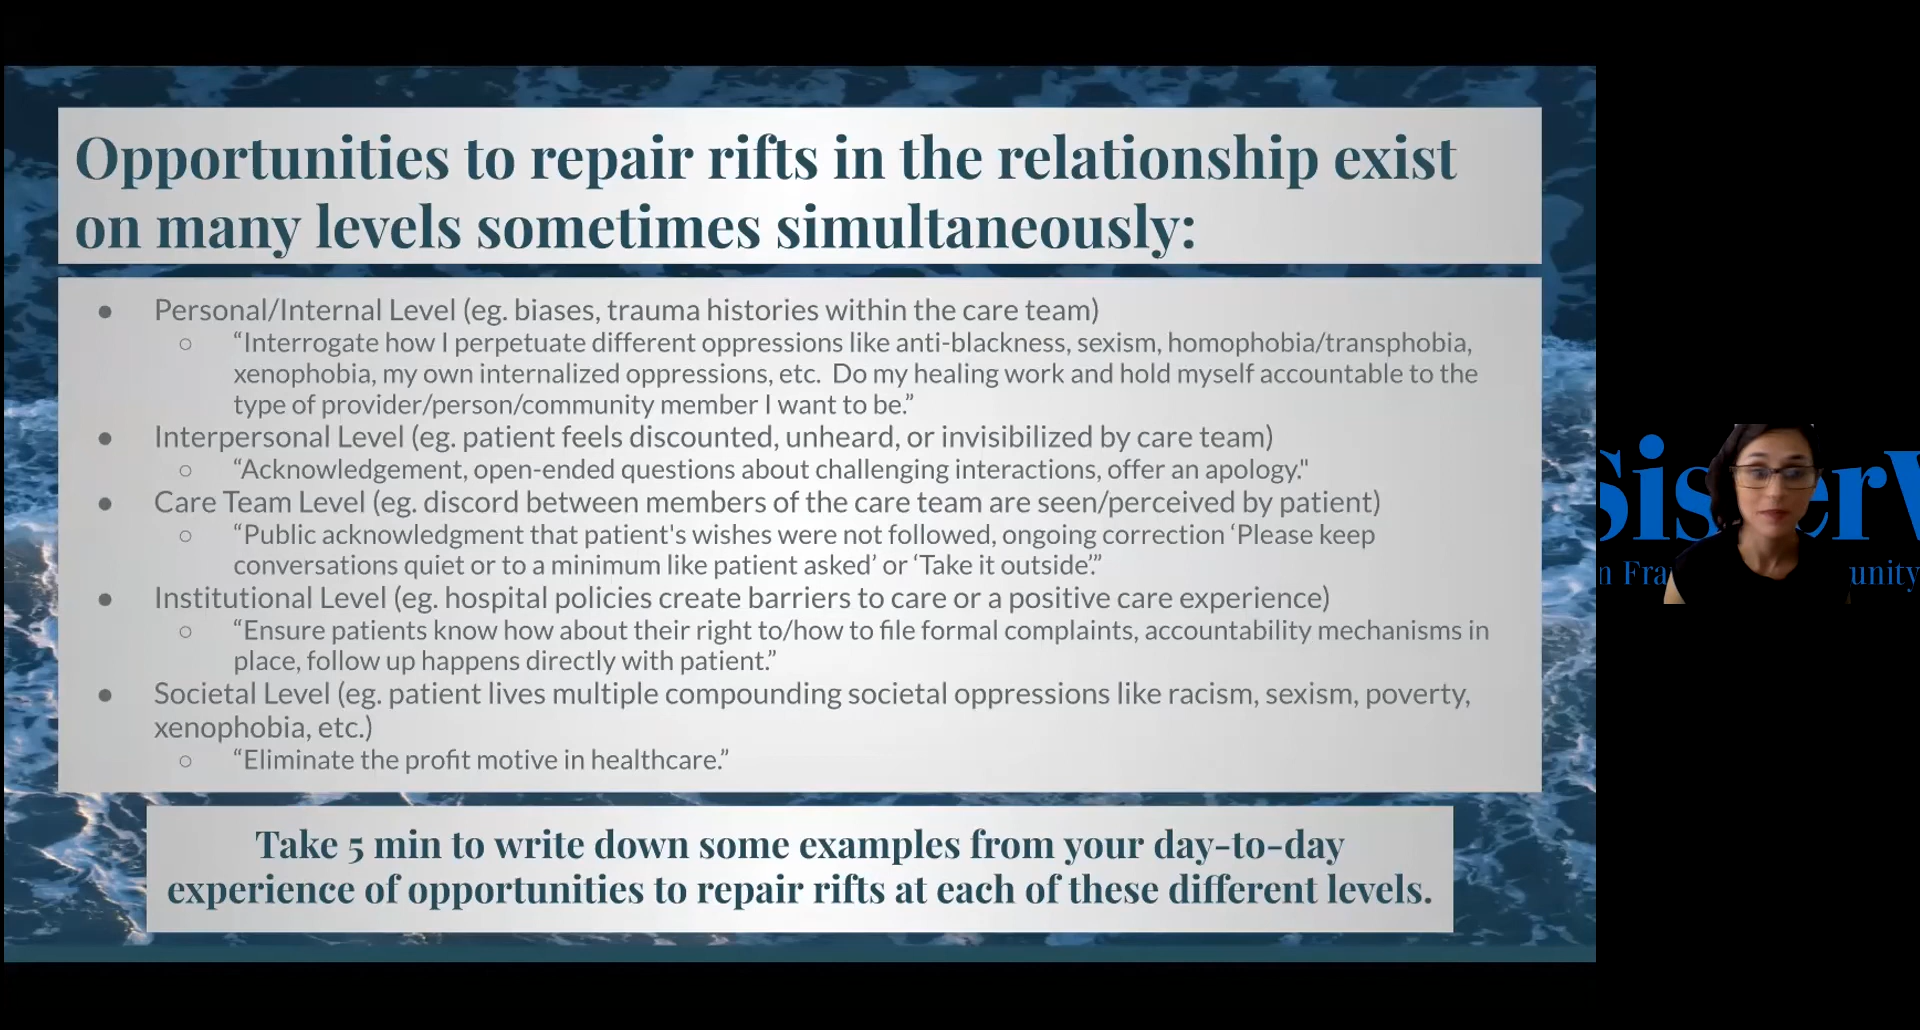 Opportunities to repair rifts in the relationship exist
on many levels sometimes simultaneously:
● Personal/Internal Level (eg. biases, trauma histories within the care team)
○ “Interrogate how I perpetuate different oppressions like anti-blackness, sexism, homophobia/transphobia,
xenophobia, my own internalized oppressions, etc. Do my healing work and hold myself accountable to the
type of provider/person/community member I want to be.”
● Interpersonal Level (eg. patient feels discounted, unheard, or invisibilized by care team)
○ “Acknowledgement, open-ended questions about challenging interactions, offer an apology."
● Care Team Level (eg. discord between members of the care team are seen/perceived by patient)
○ “Public acknowledgment that patient's wishes were not followed, ongoing correction ‘Please keep
conversations quiet or to a minimum like patient asked’ or ‘Take it outside’.”
● Institutional Level (eg. hospital policies create barriers to care or a positive care experience)
○ “Ensure patients know how about their right to/how to file formal complaints, accountability mechanisms in
place, follow up happens directly with patient.”
● Societal Level (eg. patient lives multiple compounding societal oppressions like racism, sexism, poverty,
xenophobia, etc.)
○ “Eliminate the profit motive in healthcare.”
Take 5 min to write down some examples from your day-to-day
experience of opportunities to repair rifts at each of these different levels.